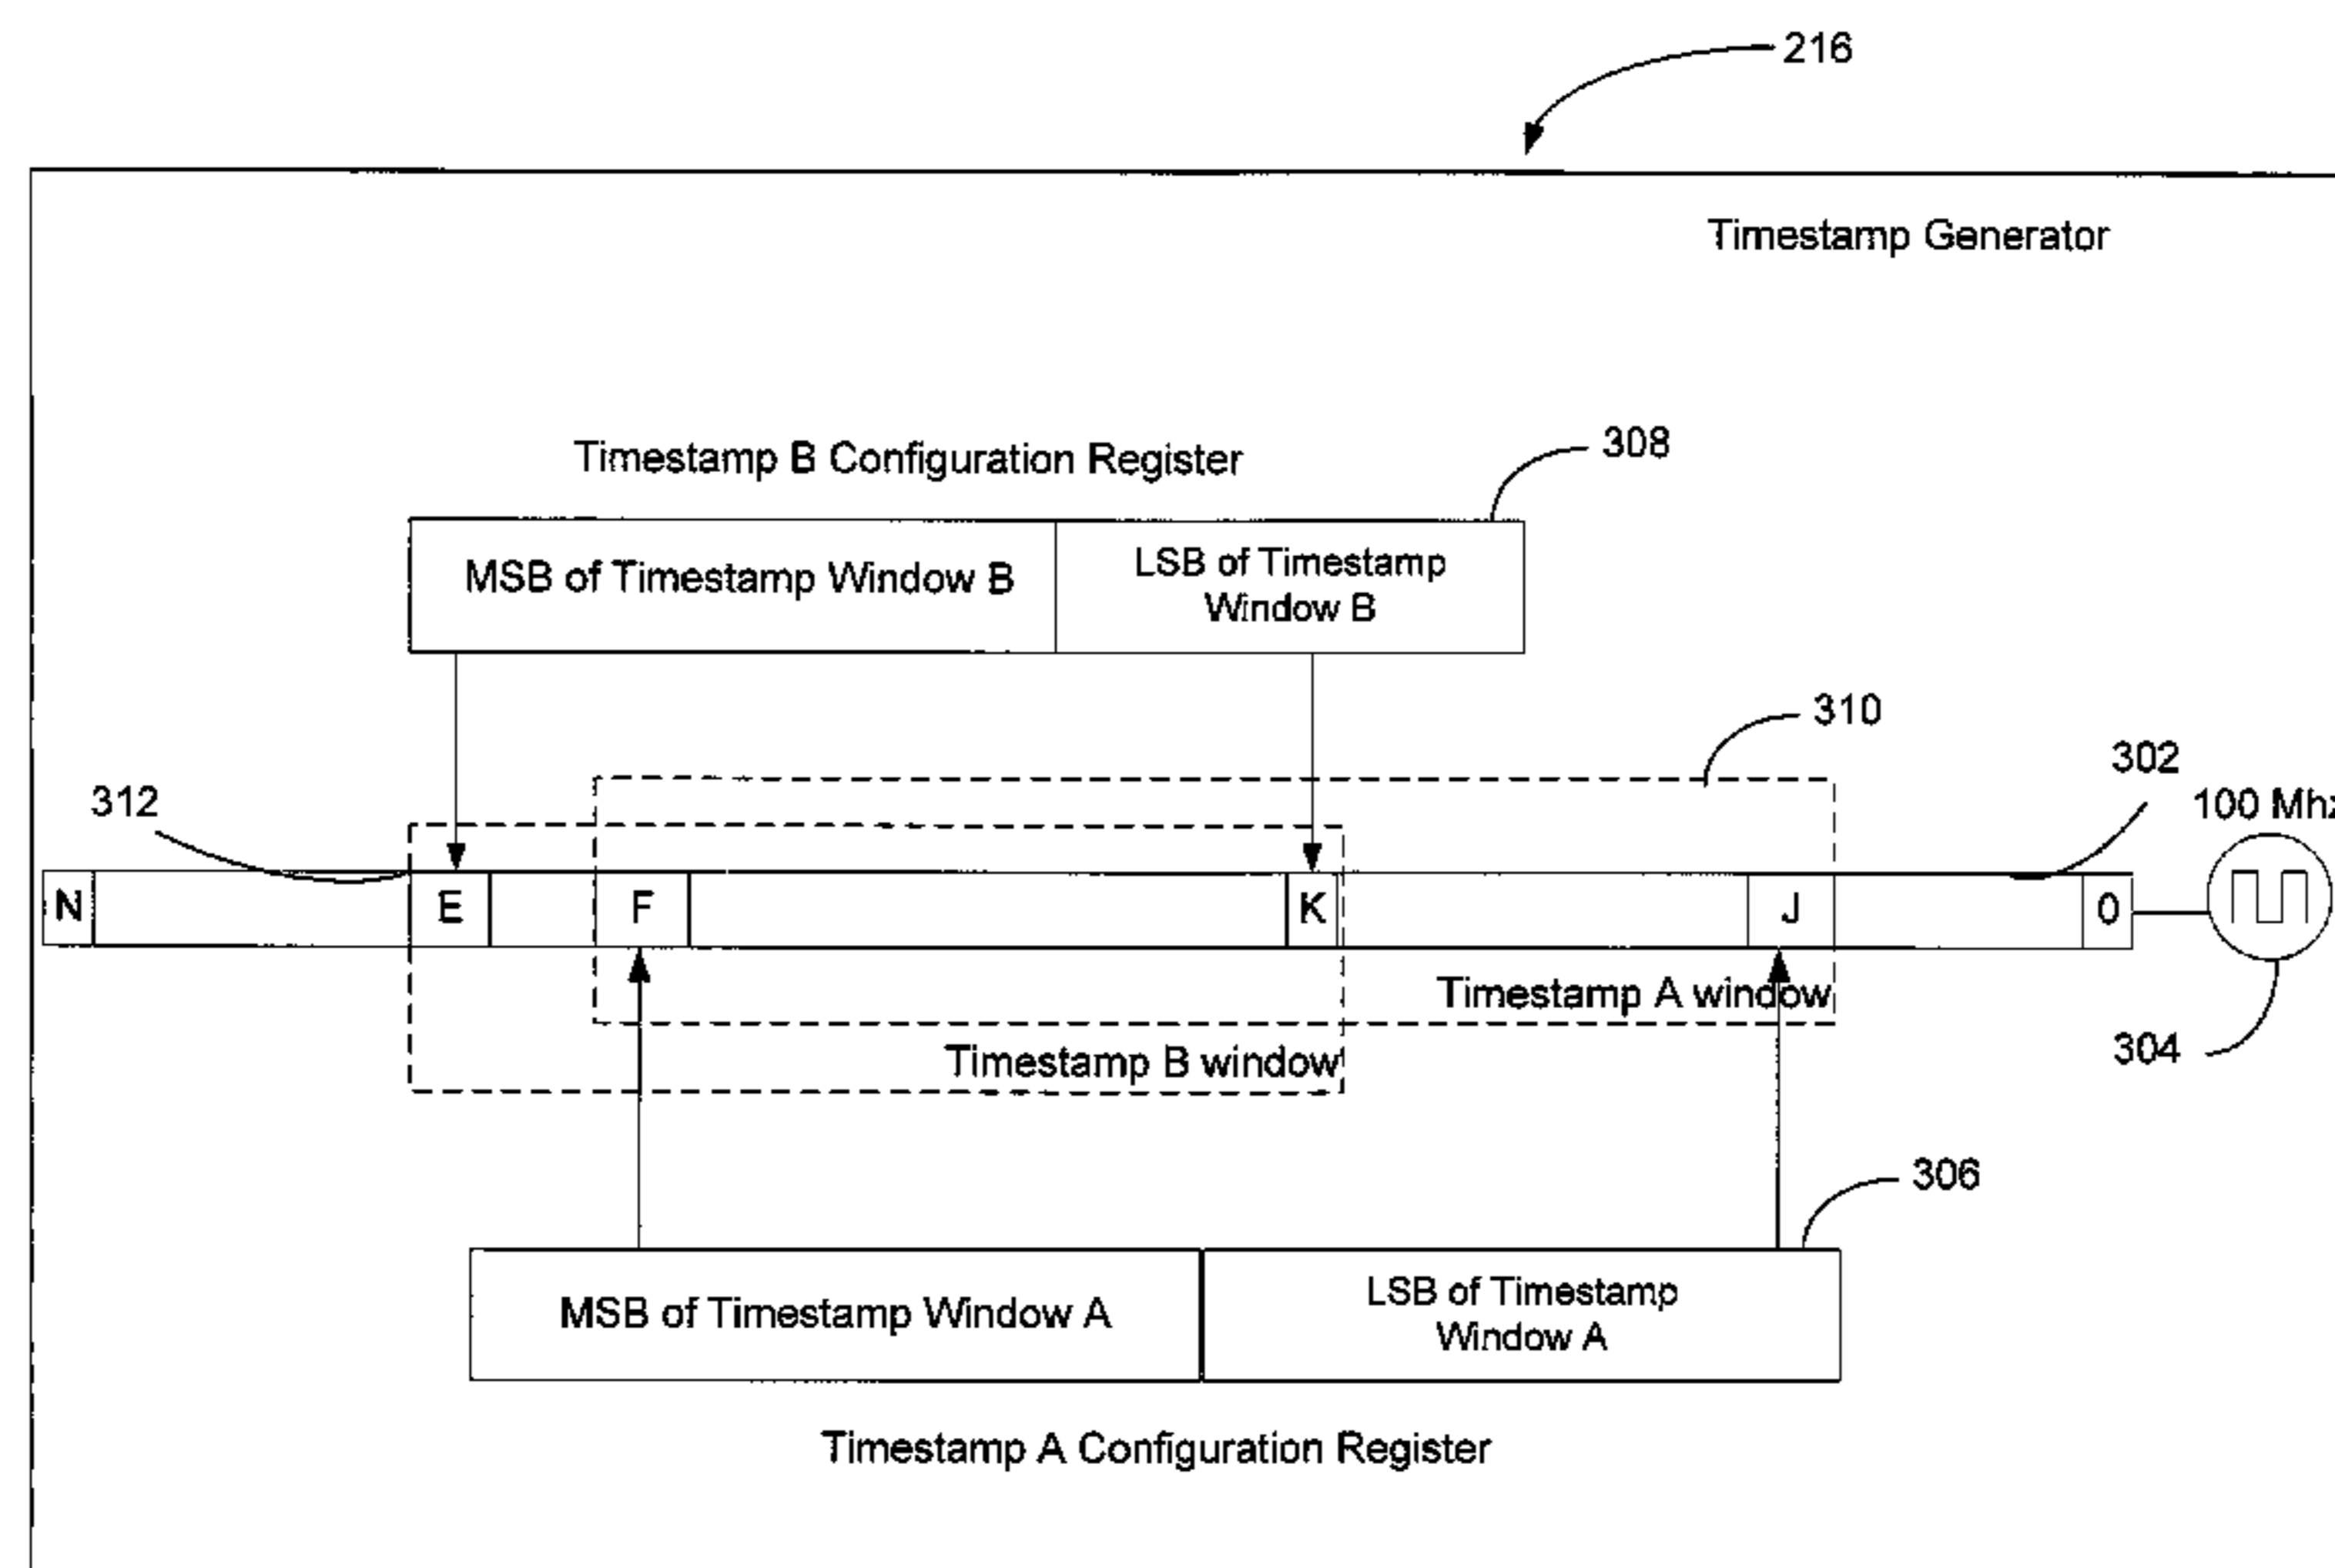 216
Timestamp Generator
Timestamp B Configuration Register
308
MSB of Timestamp Window B
LSB of Timestamp
Window B
310
302
312
100 Mhz
N
E
F
K
J
0
Timestamp A window
Timestamp B window
304
306
MSB of Timestamp Window A
LSB of Timestamp
Window A
Timestamp A Configuration Register